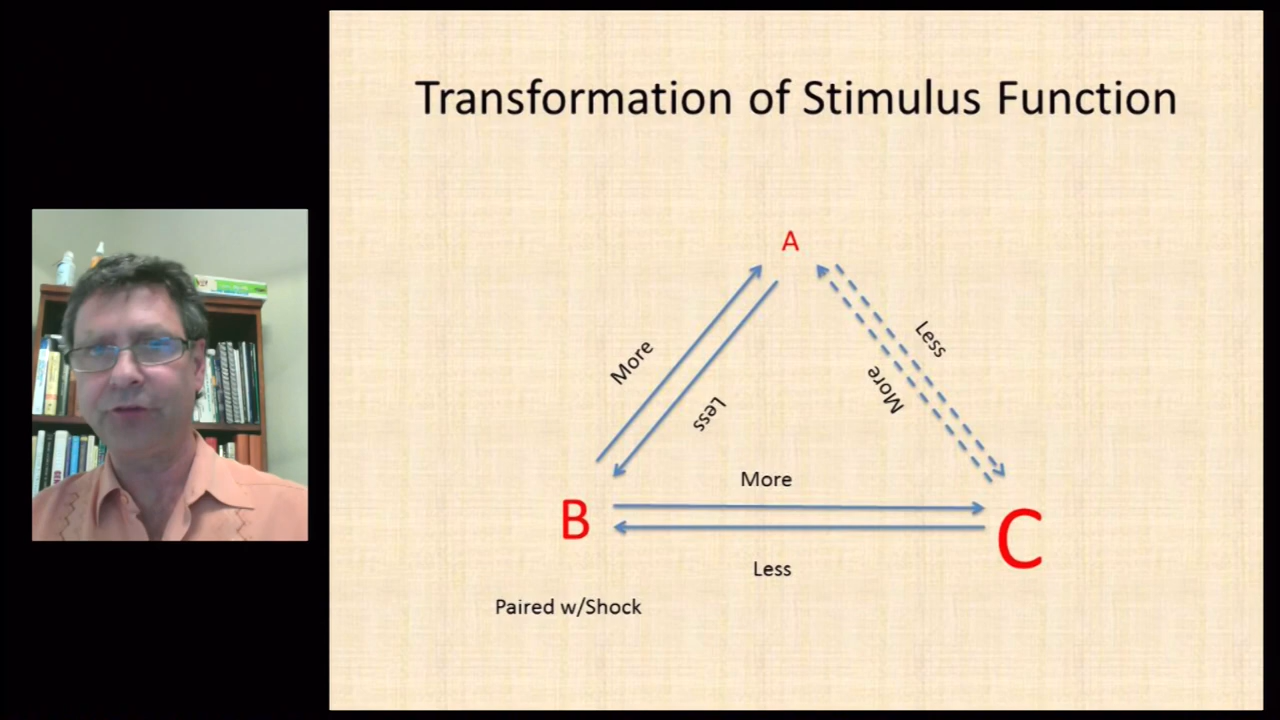 Transformation of Stimulus Function
A
Less
More
More
Less
More
B
C
Less
Paired w/Shock